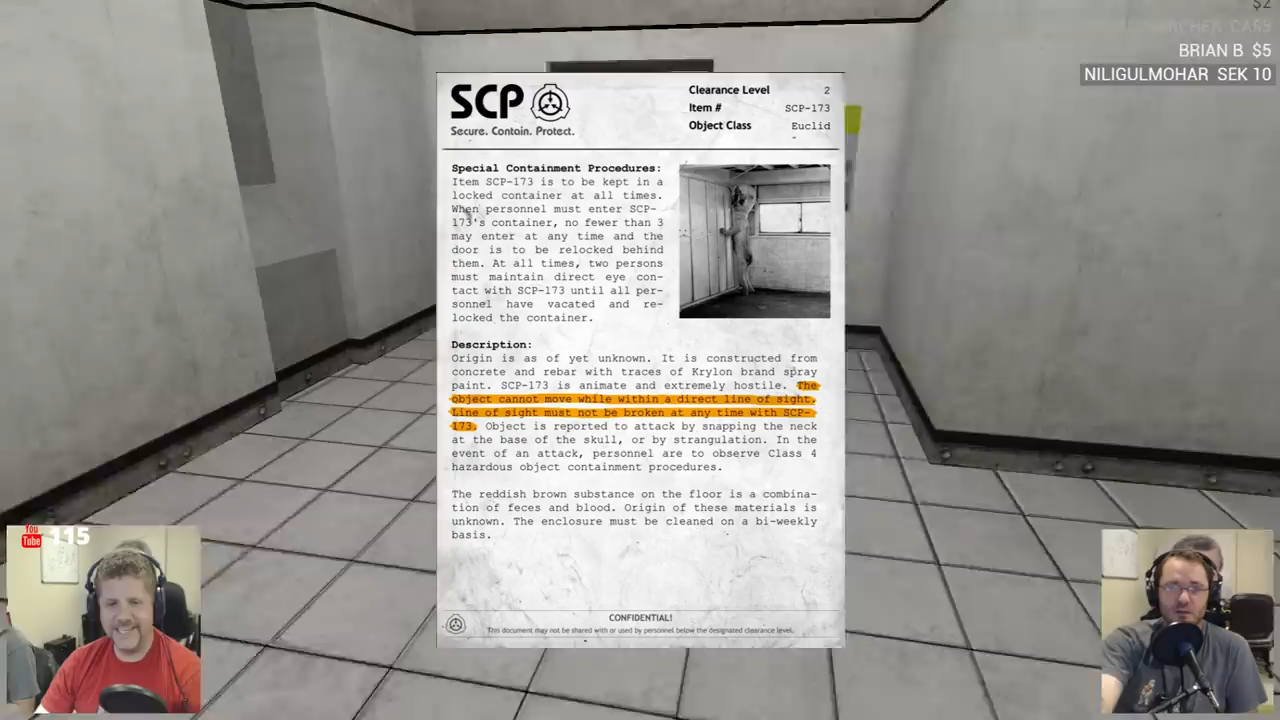 $2
BRIAN B $5
NILIGULMOHAR SEK 10
SCP
Secure. Contain. Protect.
Clearance Level 2
Item # SCP-173
Object Class Euclid
Special Containment Procedures:
Item SCP-173 is to be kept in a
locked container at all times.
When personnel must enter SCP-
173's container, no fewer than 3
may enter at any time and the
door is to be relocked behind
them. At all times, two persons
must maintain direct eye con-
tact with SCP-173 until all per-
sonnel have vacated and re-
locked the container.
Description:
Origin is as of yet unknown. It is constructed from
concrete and rebar with traces of Krylon brand spray
paint. SCP-173 is animate and extremely hostile. The
object cannot move while within a direct line of sight.
Line of sight must not be broken at any time with SCP-
173. Object is reported to attack by snapping the neck
at the base of the skull, or by strangulation. In the
event of an attack, personnel are to observe Class 4
hazardous object containment procedures.
The reddish brown substance on the floor is a combina-
tion of feces and blood. Origin of these materials is
unknown. The enclosure must be cleaned on a bi-weekly
basis.
CONFIDENTIAL!
This document may not be shared with or used by personnel below the designated clearance level.
You
Tube
115